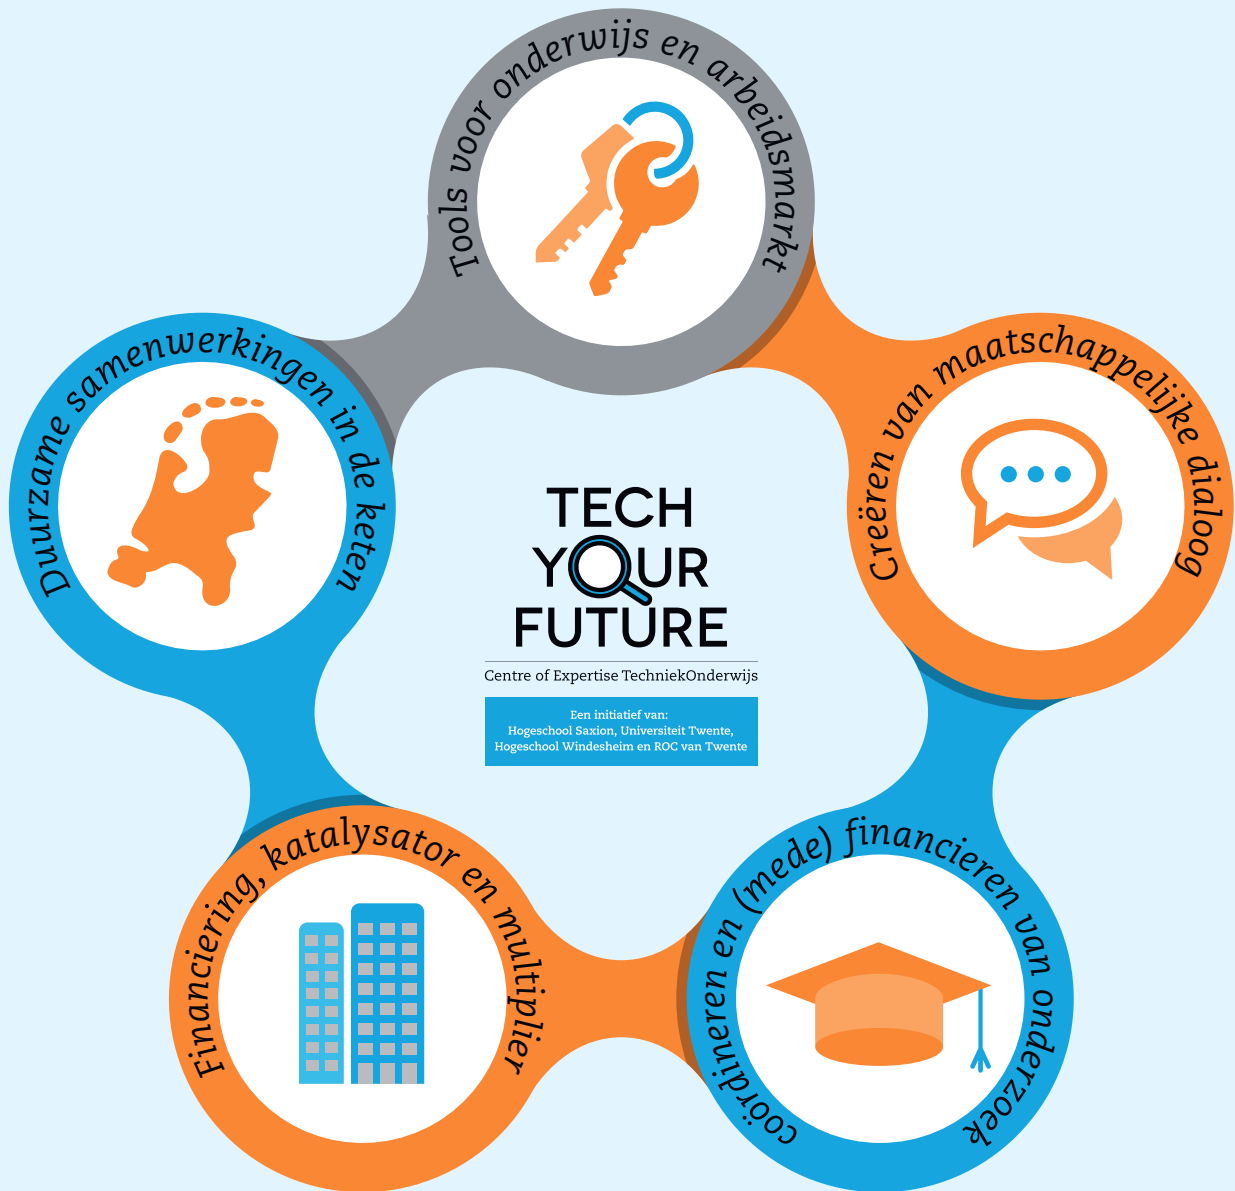 Tools voor onderwijs en arbeidsmarkt
Duurzame samenwerkingen in de keten
Creëren van maatschappelijke dialoog
TECH
YOUR
FUTURE
Centre of Expertise TechniekOnderwijs
Een initiatief van:
Hogeschool Saxion, Universiteit Twente,
Hogeschool Windesheim en ROC van Twente
Financiering, katalysator en multiplier
coördineren en (mede) financieren van onderzoek